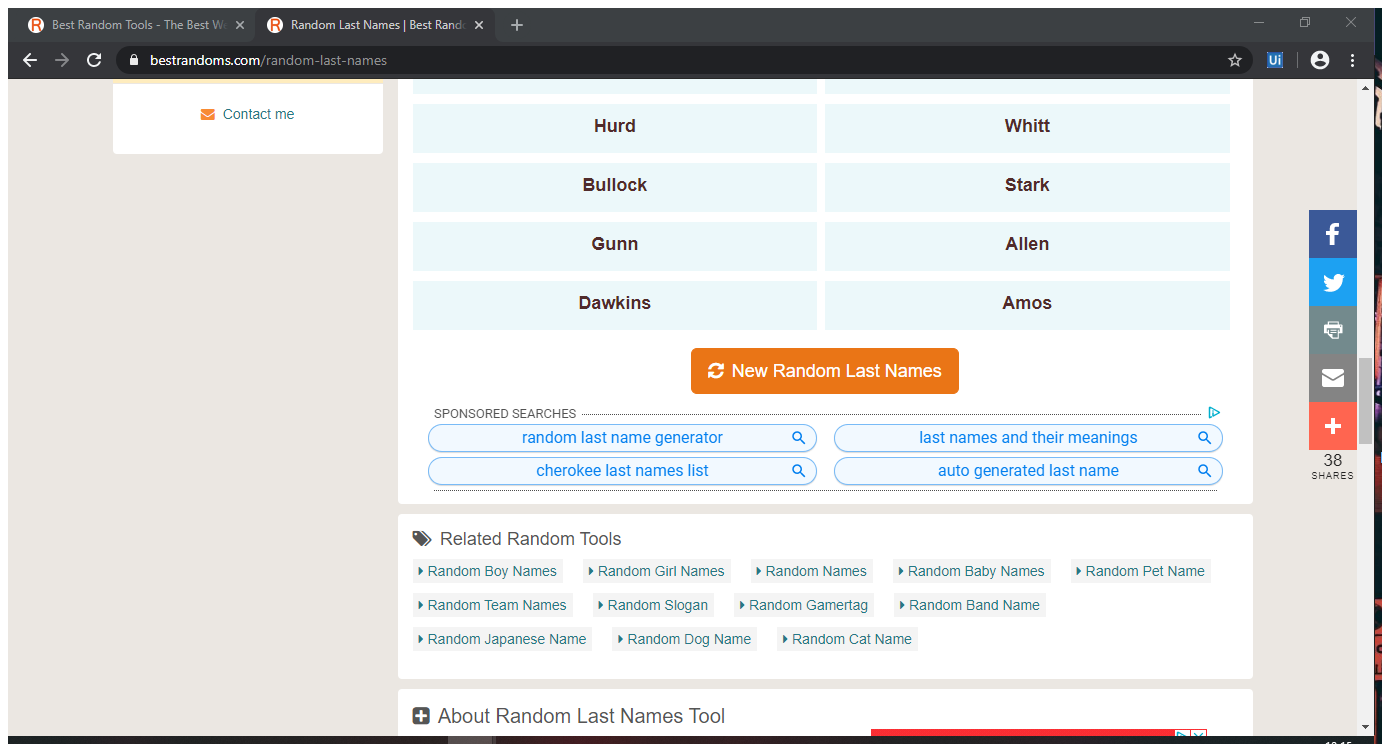 Best Random Tools - The Best W
Random Last Names | Best Rando
bestrandoms.com/random-last-names
Ui
Contact me
Hurd
Whitt
Bullock
Stark
Gunn
Allen
Dawkins
Amos
New Random Last Names
SPONSORED SEARCHES
random last name generator
last names and their meanings
cherokee last names list
auto generated last name
38
SHARES
Related Random Tools
Random Boy Names
Random Girl Names
Random Names
Random Baby Names
Random Pet Name
Random Team Names
Random Slogan
Random Gamertag
Random Band Name
Random Japanese Name
Random Dog Name
Random Cat Name
About Random Last Names Tool